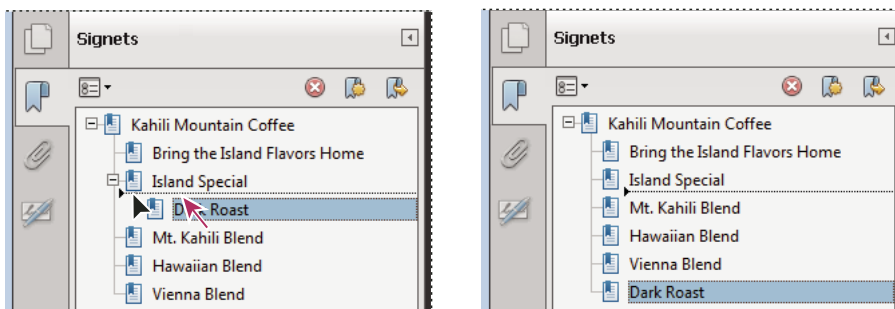 Signets
Kahili Mountain Coffee
Bring the Island Flavors Home
Island Special
Dark Roast
Mt. Kahili Blend
Hawaiian Blend
Vienna Blend
Signets
Kahili Mountain Coffee
Bring the Island Flavors Home
Island Special
Mt. Kahili Blend
Hawaiian Blend
Vienna Blend
Dark Roast